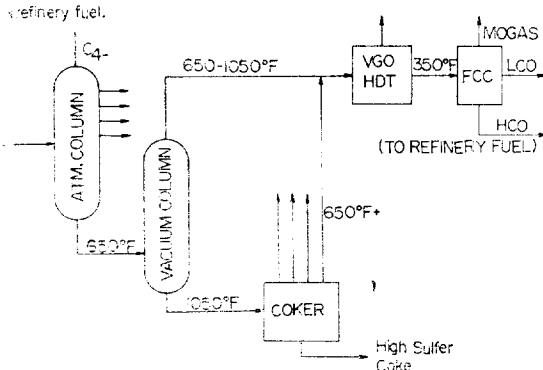 refinery fuel.
C4-
MOGAS
650-1050°F
VGO
HDT
350°F
FCC
LCO
HCO
(TO REFINERY FUEL)
ATM. COLUMN
VACUUM COLUMN
650°F
650°F+
1050°F
COKER
High Sulfer
Coke